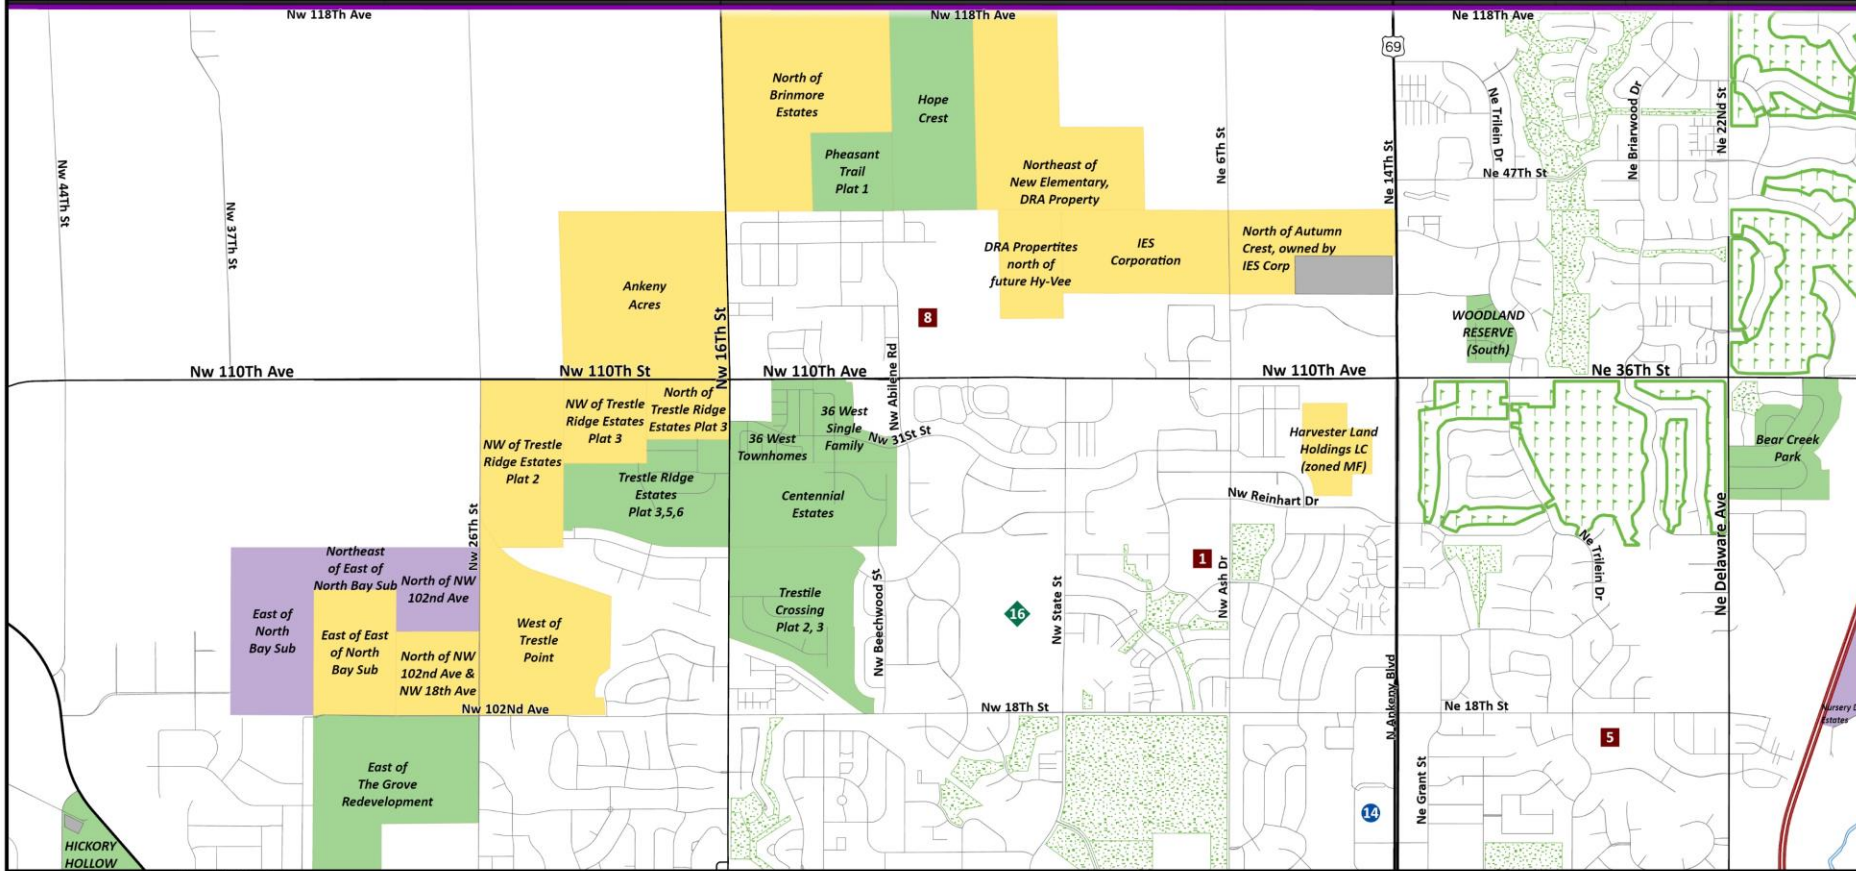 Nw 118Th Ave
Nw 118Th Ave
Ne 118Th Ave
69
North of
Brinmore
Estates
Hope
Crest
Pheasant
Trail
Plat 1
Northeast of
New Elementary,
DRA Property
Ne 6Th St
Ne 14Th St
Ne Trilein Dr
Ne 47Th St
Ne Briarwood Dr
Ne 22Nd St
Nw 44Th St
Nw 37Th St
Ankeny
Acres
Nw 16Th St
DRA Propertites
north of
future Hy-Vee
IES
Corporation
North of Autumn
Crest, owned by
IES Corp
8
WOODLAND
RESERVE
(South)
Nw 110Th Ave
Nw 110Th St
Nw 110Th Ave
Nw Abilene Rd
Nw 110Th Ave
Ne 36Th St
NW of Trestle
Ridge Estates
Plat 3
North of
Trestle Ridge
Estates Plat 3
36 West
Single
Family
Nw 31St St
36 West
Townhomes
NW of Trestle
Ridge Estates
Plat 2
Harvester Land
Holdings LC
(zoned MF)
Bear Creek
Park
Trestle Ridge
Estates
Plat 3,5,6
Centennial
Estates
Nw Reinhart Dr
Nw 26Th St
Northeast
of East of
North Bay Sub
North of NW
102nd Ave
East of
North
Bay Sub
East of East
of North
Bay Sub
North of NW
102nd Ave &
NW 18th Ave
West of
Trestle
Point
Trestile
Crossing
Plat 2, 3
Nw Beechwood St
16
Nw State St
1
Nw Ash Dr
Ne Trilein Dr
Ne Delaware Ave
Nw 102Nd Ave
Nw 18Th St
N Ankeny Blvd
Ne 18Th St
5
Nursery D
Estates
East of
The Grove
Redevelopment
Ne Grant St
14
HICKORY
HOLLOW